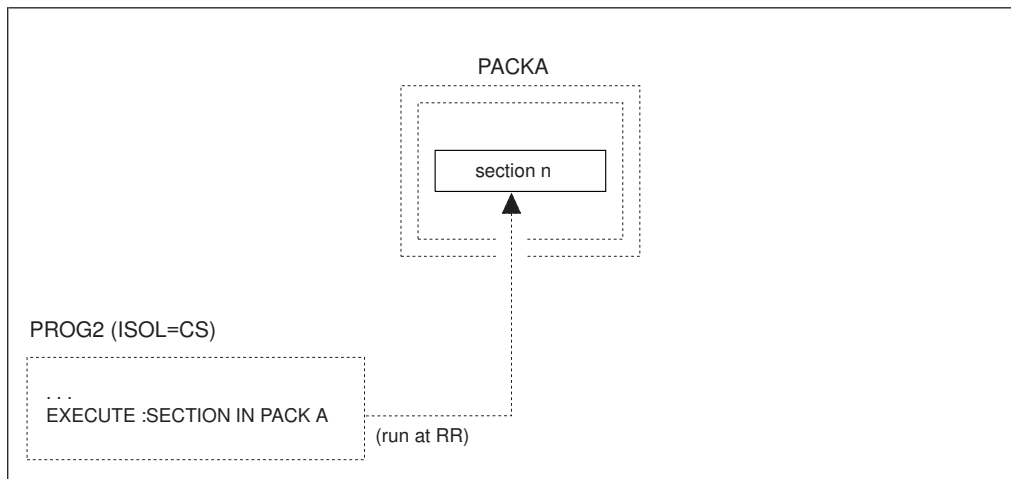 PACKA
section n
PROG2 (ISOL=CS)
. . .
EXECUTE :SECTION IN PACK A
(run at RR)